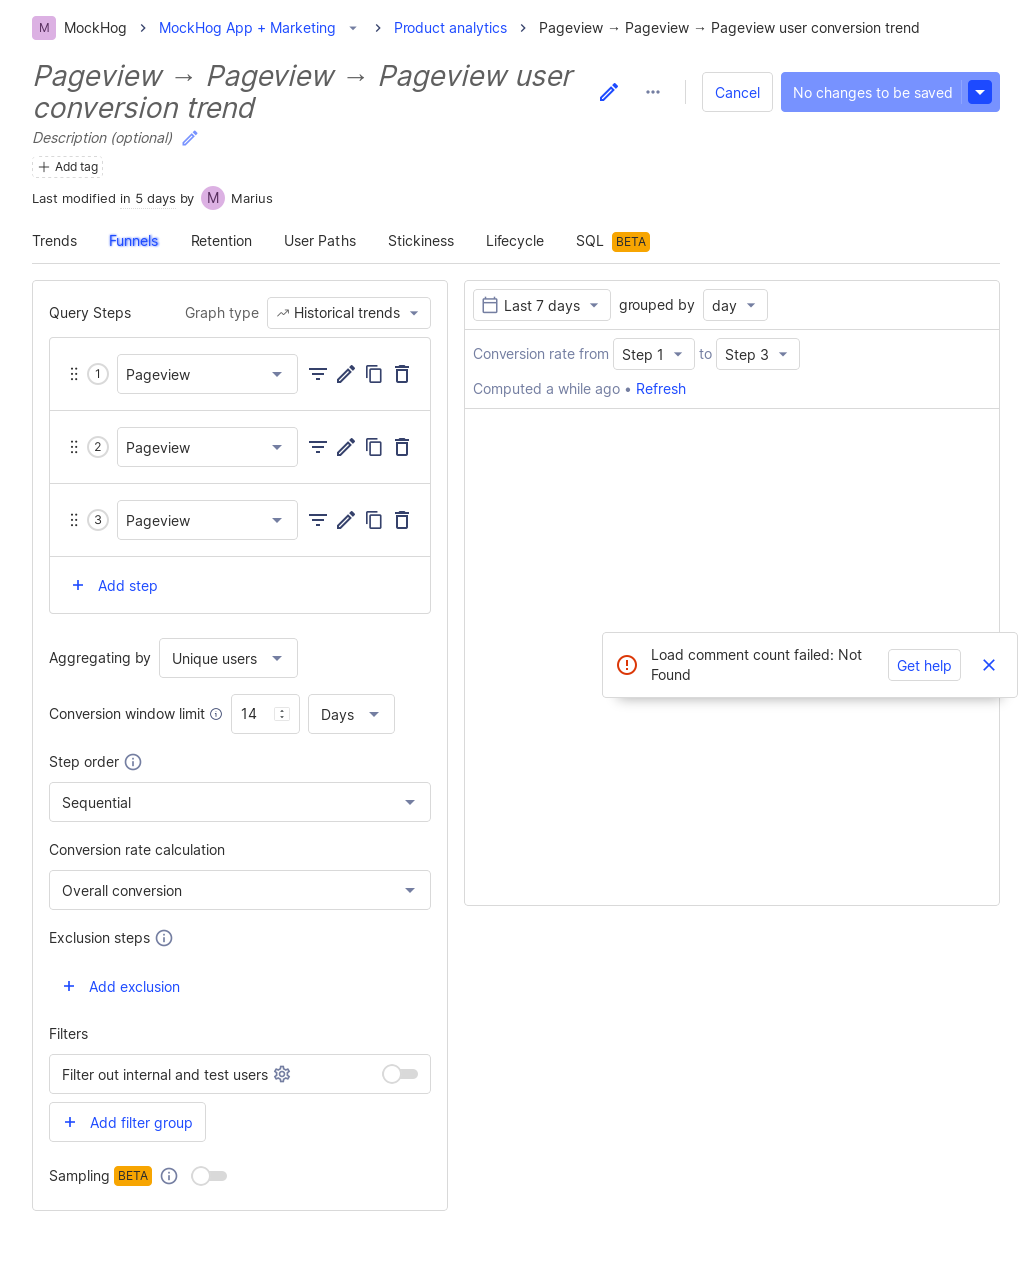 M MockHog > MockHog App + Marketing > Product analytics > Pageview → Pageview → Pageview user conversion trend
Pageview → Pageview → Pageview user
conversion trend
Cancel
No changes to be saved
Description (optional)
Add tag
Last modified in 5 days by M Marius
Trends Funnels Retention User Paths Stickiness Lifecycle SQL BETA
Query Steps Graph type Historical trends
1 Pageview
2 Pageview
3 Pageview
+ Add step
Aggregating by Unique users
Conversion window limit 14 Days
Step order
Sequential
Conversion rate calculation
Overall conversion
Exclusion steps
+ Add exclusion
Filters
Filter out internal and test users
+ Add filter group
Sampling BETA
Last 7 days grouped by day
Conversion rate from Step 1 to Step 3
Computed a while ago • Refresh
Load comment count failed: Not
Found
Get help